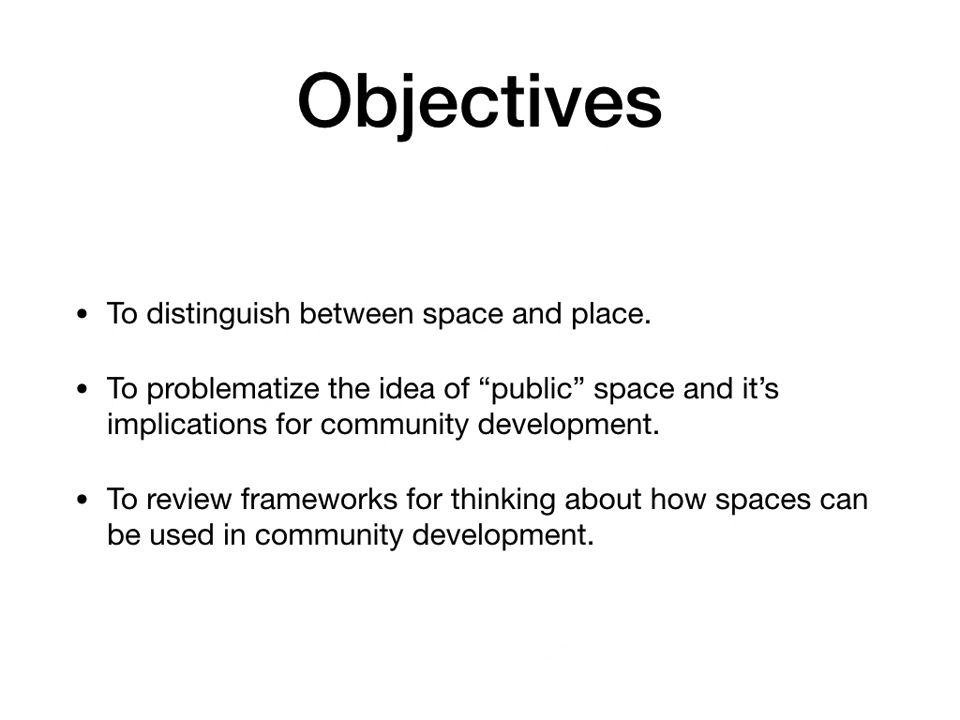 Objectives
• To distinguish between space and place.
• To problematize the idea of “public” space and it’s
implications for community development.
• To review frameworks for thinking about how spaces can
be used in community development.